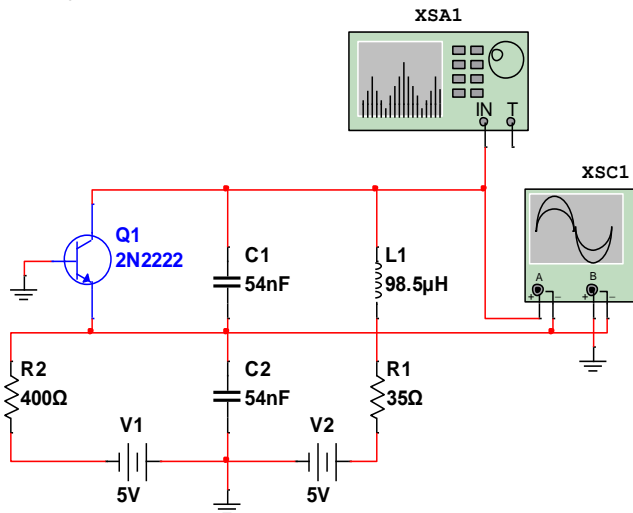 XSA1
IN T
XSC1
A B
Q1
2N2222
C1
54nF
L1
98.5µH
R2
400Ω
C2
54nF
R1
35Ω
V1
5V
V2
5V